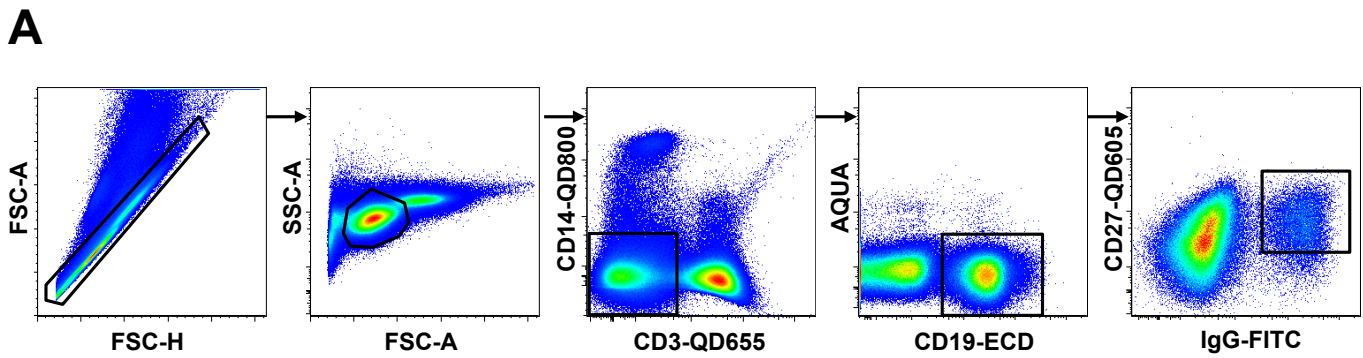 A
FSC-A
FSC-H
SSC-A
FSC-A
CD14-QD800
CD3-QD655
AQUA
CD19-ECD
CD27-QD605
IgG-FITC